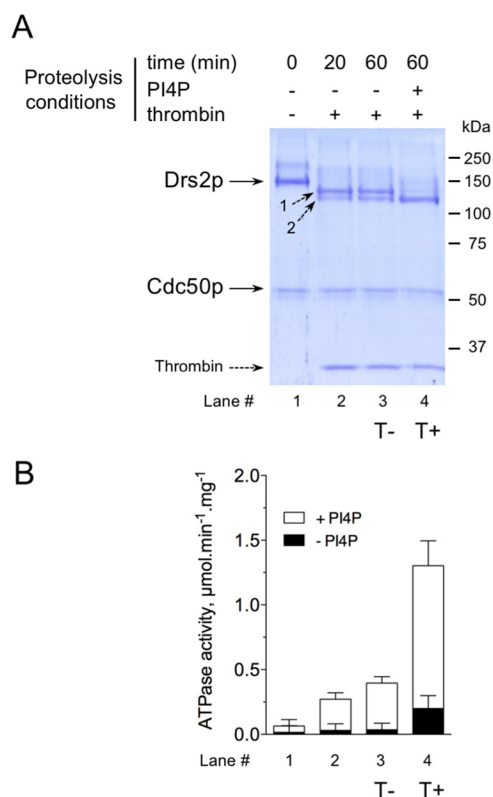 A
time (min) 0 20 60 60
Proteolysis conditions
PI4P - - - +
thrombin - + + +
kDa
250
Drs2p
150
1
2
100
75
Cdc50p
50
37
Thrombin
Lane # 1 2 3 4
T- T+
B
2.0
1.5
1.0
0.5
0.0
ATPase activity, µmol.min⁻¹.mg⁻¹
+ PI4P
- PI4P
Lane # 1 2 3 4
T- T+